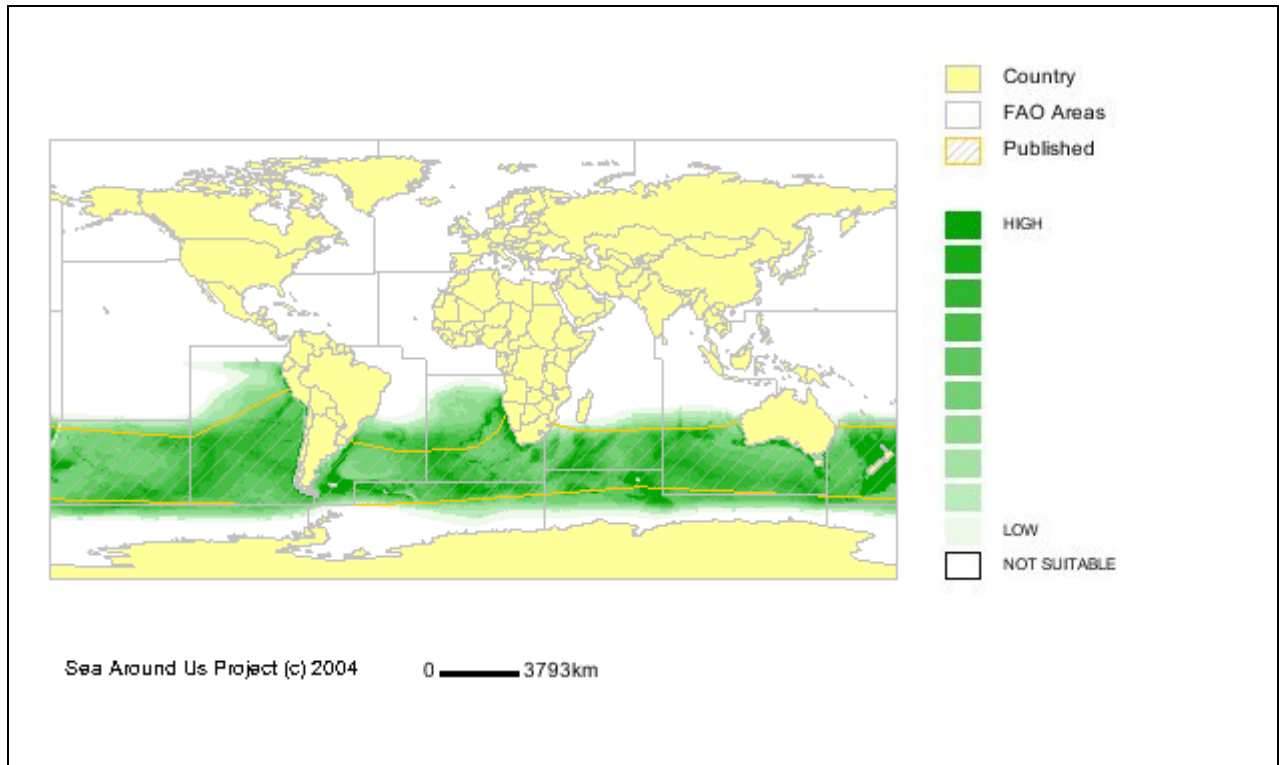 Country
FAO Areas
Published
HIGH
LOW
NOT SUITABLE
Sea Around Us Project (c) 2004
0 3793km